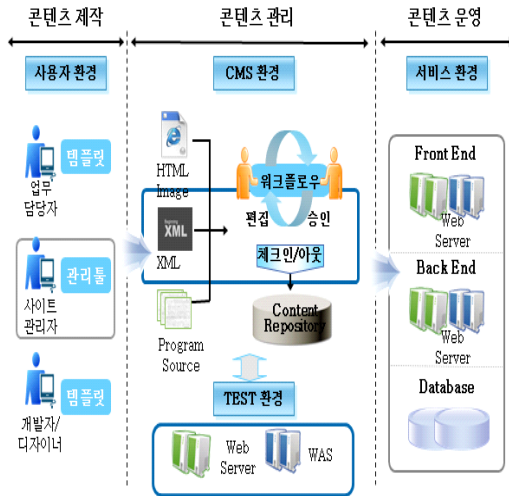 콘텐츠 제작
콘텐츠 관리
콘텐츠 운영
사용자 환경
CMS 환경
서비스 환경
템플릿
업무
담당자
관리툴
사이트
관리자
템플릿
개발자/
디자이너
HTML
Image
XML
XML
Program
Source
워크플로우
편집
승인
체크인/아웃
Content
Repository
TEST 환경
Web
Server
WAS
Front End
Web
Server
Back End
Web
Server
Database